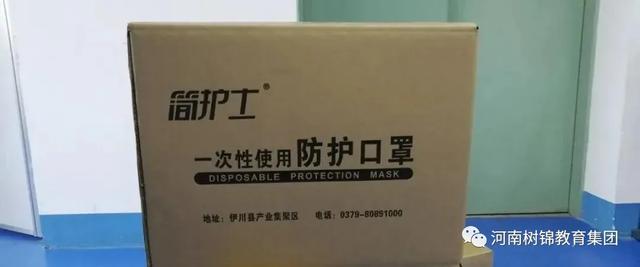 简护士®
一次性使用防护口罩
DISPOSABLE PROTECTION MASK
地址：伊川县产业集聚区 电话：0379-80891000
河南树锦教育集团